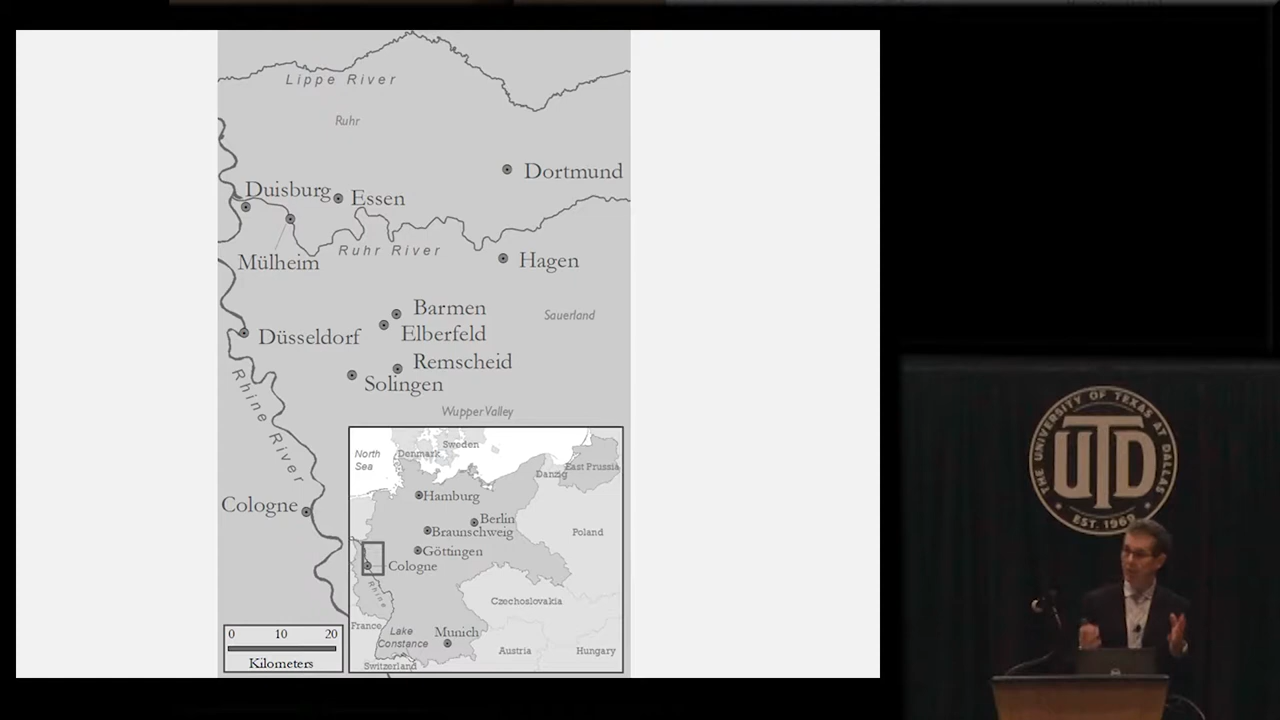 Lippe River
Ruhr
Dortmund
Duisburg
Essen
Ruhr River
Mülheim
Hagen
Barmen
Sauerland
Elberfeld
Düsseldorf
Remscheid
Solingen
Rhine River
Wupper Valley
Cologne
North
Sea
Denmark
Sweden
Danzig
East Prussia
Hamburg
Berlin
Braunschweig
Poland
Göttingen
Cologne
Rhine
Czechoslovakia
France
Lake
Constance
Munich
Austria
Hungary
Switzerland
0 10 20
Kilometers
THE UNIVERSITY OF TEXAS AT DALLAS
UTD
EST. 1969